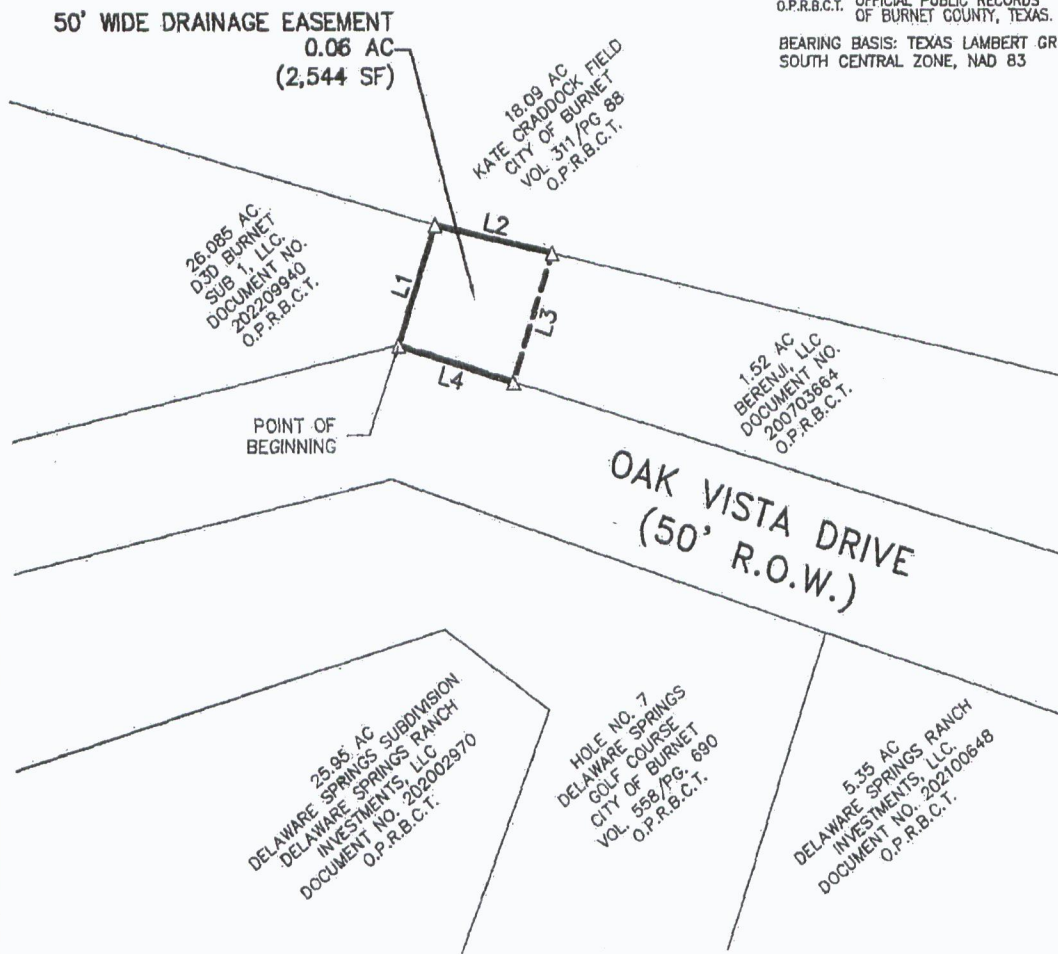 50' WIDE DRAINAGE EASEMENT
0.06 AC
(2,544 SF)
O.P.R.B.C.T. OFFICIAL PUBLIC RECORDS
OF BURNET COUNTY, TEXAS.
BEARING BASIS: TEXAS LAMBERT GR
SOUTH CENTRAL ZONE, NAD 83
18.09 AC
KATE CRADDOCK FIELD
CITY OF BURNET
VOL 311/PG 88
O.P.R.B.C.T.
26.085 AC.
D3D BURNET
SUB 1, LLC.
DOCUMENT NO.
202209940
O.P.R.B.C.T.
L2
L1
L3
L4
POINT OF
BEGINNING
1.52 AC
BERENJI, LLC
DOCUMENT NO.
200703664
O.P.R.B.C.T.
OAK VISTA DRIVE
(50' R.O.W.)
25.95 AC
DELAWARE SPRINGS SUBDIVISION
DELAWARE SPRINGS RANCH
INVESTMENTS, LLC
DOCUMENT NO. 202002970
O.P.R.B.C.T.
HOLE NO. 7
DELAWARE SPRINGS
GOLF COURSE
CITY OF BURNET
VOL. 558/PG. 690
O.P.R.B.C.T.
5.35 AC
DELAWARE SPRINGS RANCH
INVESTMENTS, LLC.
DOCUMENT NO. 202100648
O.P.R.B.C.T.